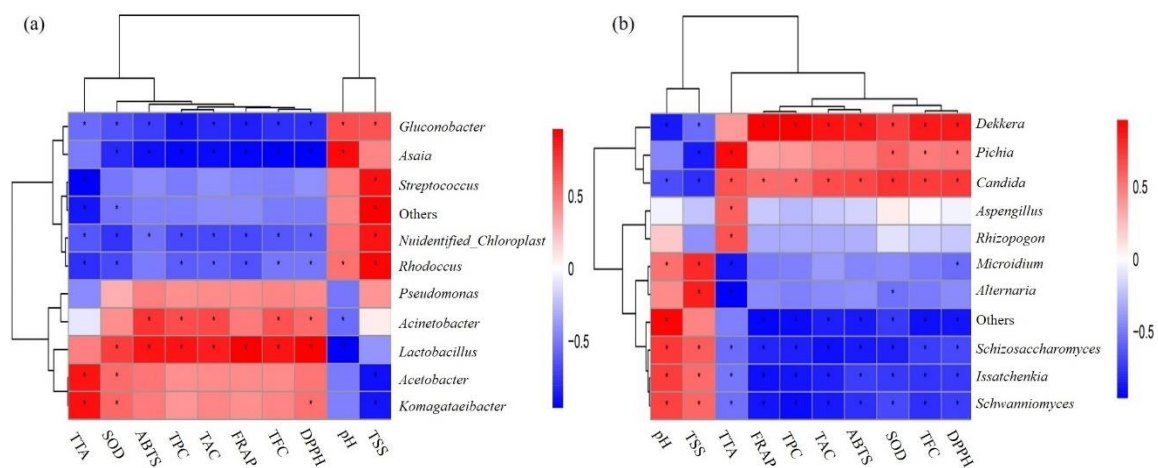 (a)
Gluconobacter
Asaia
Streptococcus
Others
Nuidentified_Chloroplast
Rhodoccus
Pseudomonas
Acinetobacter
Lactobacillus
Acetobacter
Komagataeibacter
TTA SOD ABTS TPC TAC FRAP TFC DPPH pH TSS
0.5
0
−0.5
(b)
Dekkera
Pichia
Candida
Aspengillus
Rhizopogon
Microidium
Alternaria
Others
Schizosaccharomyces
Issatchenkia
Schwanniomyces
pH TSS TTA FRAP TPC TAC ABTS SOD TFC DPPH
0.5
0
−0.5